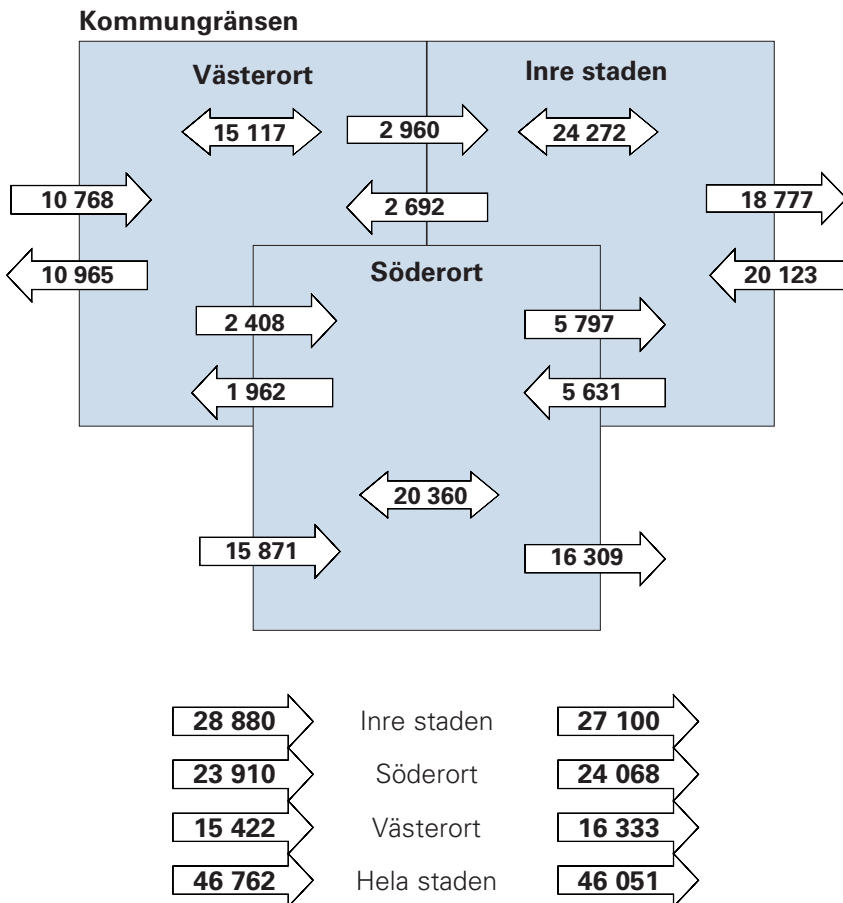 Kommungränsen
Västerort
Inre staden
15 117
2 960
24 272
10 768
2 692
18 777
10 965
Söderort
20 123
2 408
5 797
1 962
5 631
20 360
15 871
16 309
28 880 Inre staden 27 100
23 910 Söderort 24 068
15 422 Västerort 16 333
46 762 Hela staden 46 051